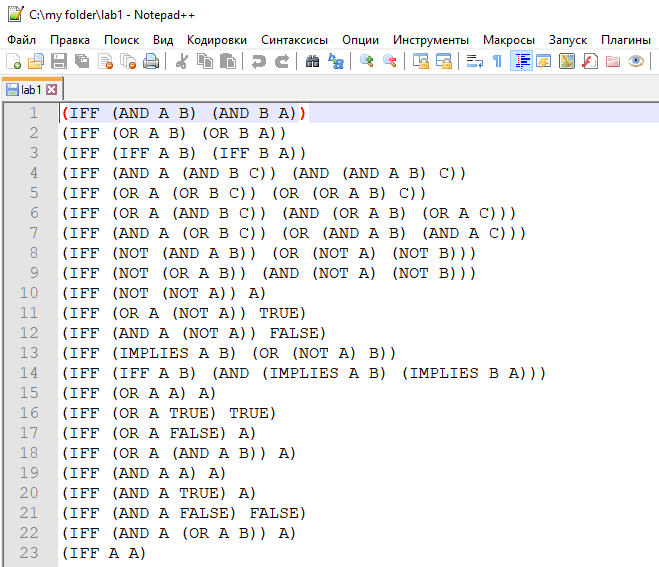 C:\my folder\lab1 - Notepad++
Файл Правка Поиск Вид Кодировки Синтаксисы Опции Инструменты Макросы Запуск Плагины
lab1
1 (IFF (AND A B) (AND B A))
2 (IFF (OR A B) (OR B A))
3 (IFF (IFF A B) (IFF B A))
4 (IFF (AND A (AND B C)) (AND (AND A B) C))
5 (IFF (OR A (OR B C)) (OR (OR A B) C))
6 (IFF (OR A (AND B C)) (AND (OR A B) (OR A C)))
7 (IFF (AND A (OR B C)) (OR (AND A B) (AND A C)))
8 (IFF (NOT (AND A B)) (OR (NOT A) (NOT B)))
9 (IFF (NOT (OR A B)) (AND (NOT A) (NOT B)))
10 (IFF (NOT (NOT A)) A)
11 (IFF (OR A (NOT A)) TRUE)
12 (IFF (AND A (NOT A)) FALSE)
13 (IFF (IMPLIES A B) (OR (NOT A) B))
14 (IFF (IFF A B) (AND (IMPLIES A B) (IMPLIES B A)))
15 (IFF (OR A A) A)
16 (IFF (OR A TRUE) TRUE)
17 (IFF (OR A FALSE) A)
18 (IFF (OR A (AND A B)) A)
19 (IFF (AND A A) A)
20 (IFF (AND A TRUE) A)
21 (IFF (AND A FALSE) FALSE)
22 (IFF (AND A (OR A B)) A)
23 (IFF A A)